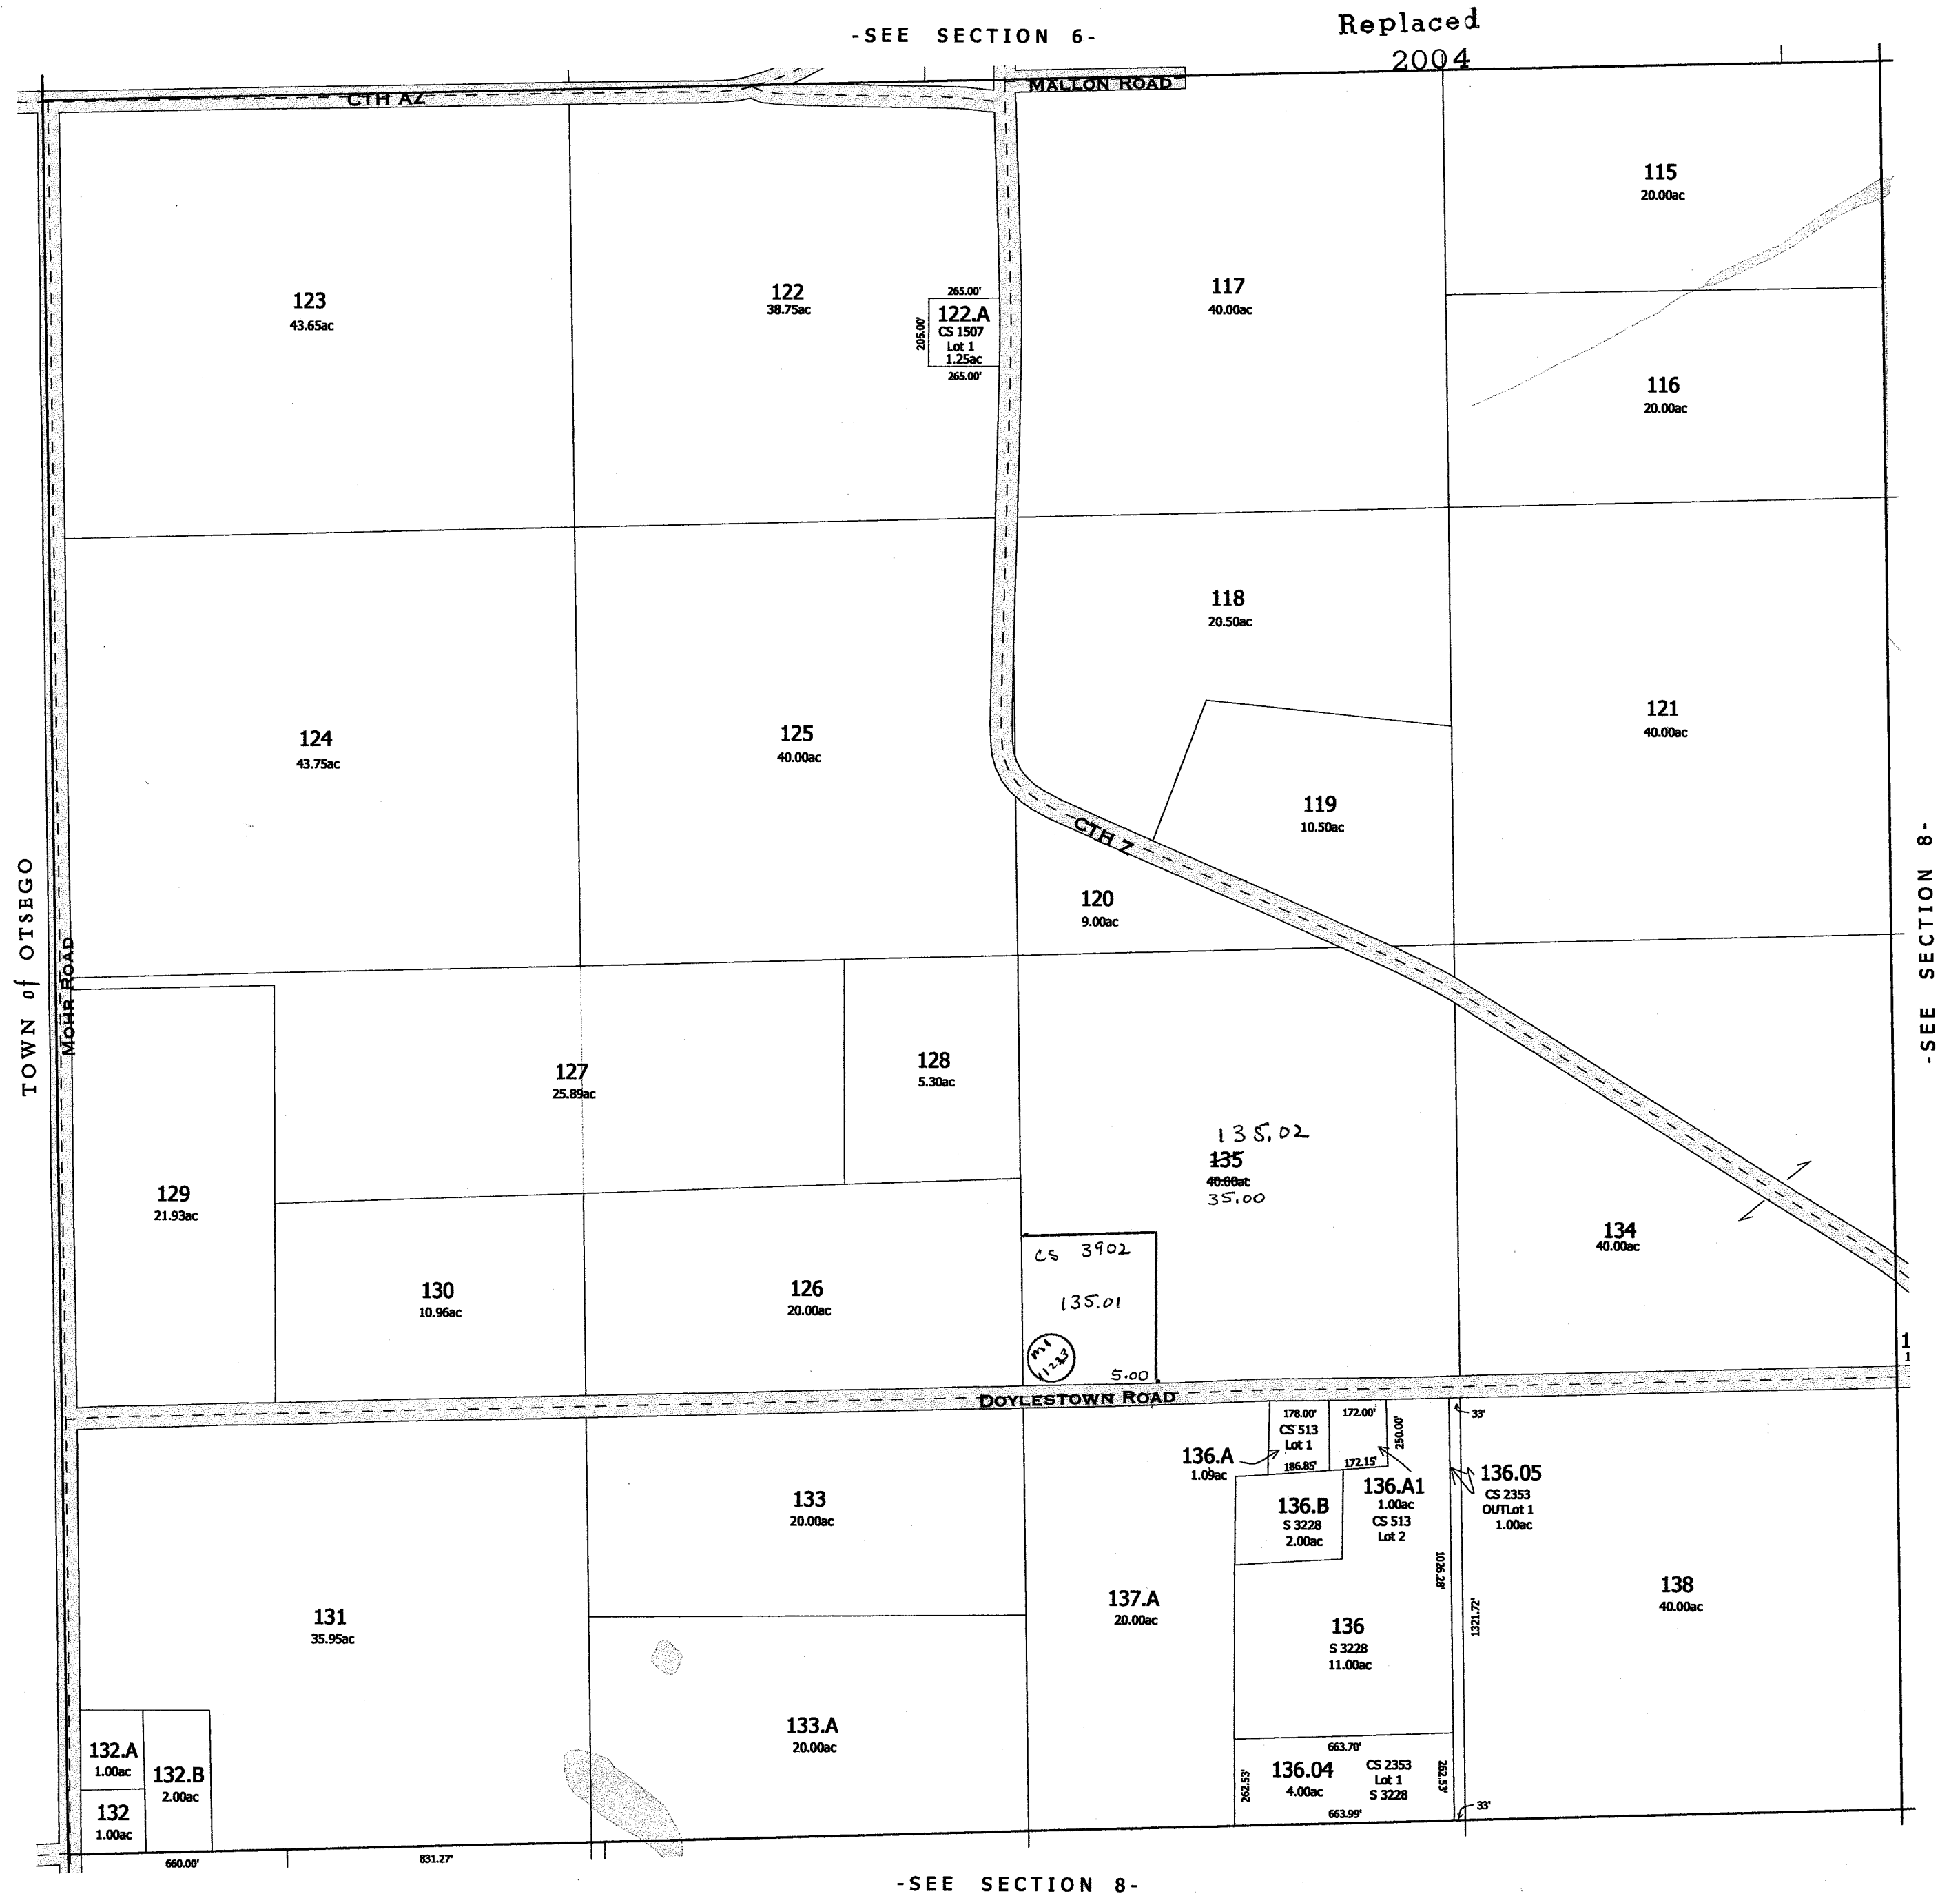 -SEE SECTION 6-
Replaced
2004
CTH AZ
MALLON ROAD
115
20.00ac
123
43.65ac
122
38.75ac
265.00'
205.00'
122.A
CS 1507
Lot 1
1.25ac
265.00'
117
40.00ac
116
20.00ac
118
20.50ac
124
43.75ac
125
40.00ac
121
40.00ac
119
10.50ac
CTH Z
120
9.00ac
TOWN of OTSEGO
MOHR ROAD
-SEE SECTION 8-
127
25.89ac
128
5.30ac
135.02
135
40.00ac
35.00
129
21.93ac
134
40.00ac
CS 3902
135.01
5.00
130
10.96ac
126
20.00ac
1
1
DOYLESTOWN ROAD
178.00'
CS 513
Lot 1
186.85'
172.00'
172.15'
250.00'
33'
136.A
1.09ac
136.A1
1.00ac
CS 513
Lot 2
136.05
CS 2353
OUTLot 1
1.00ac
133
20.00ac
136.B
S 3228
2.00ac
1026.28'
1321.72'
131
35.95ac
137.A
20.00ac
136
S 3228
11.00ac
138
40.00ac
133.A
20.00ac
132.A
1.00ac
132.B
2.00ac
132
1.00ac
663.70'
262.53'
136.04
4.00ac
CS 2353
Lot 1
S 3228
262.53'
663.99'
33'
660.00'
831.27'
-SEE SECTION 8-